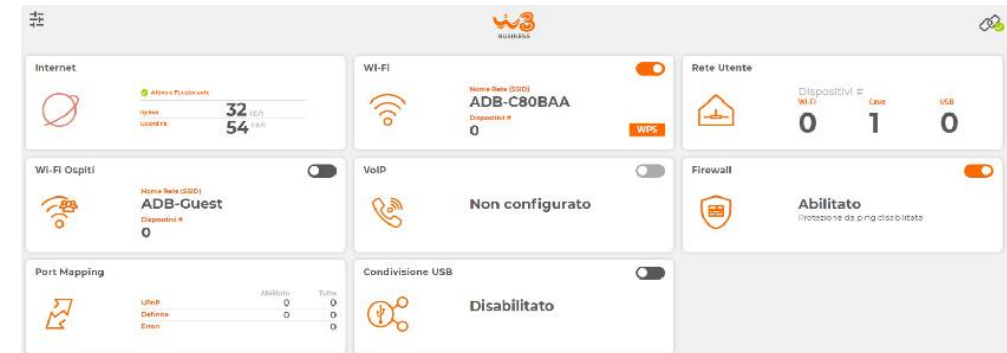 W3
BUSINESS
Internet
Attivo e Funzionante
Upload 32 kb/s
Download 54 kb/s
Wi-Fi
Nome Rete (SSID)
ADB-C80BAA
Dispositivi #
0
WPS
Rete Utente
Dispositivi #
Wi-Fi Cavo USB
0 1 0
Wi-Fi Ospiti
Nome Rete (SSID)
ADB-Guest
Dispositivi #
0
VoIP
Non configurato
Firewall
Abilitato
Protezione da ping disabilitata
Port Mapping
Abilitato Tutte
UPnP 0 0
Definite 0 0
Errori 0
Condivisione USB
Disabilitato